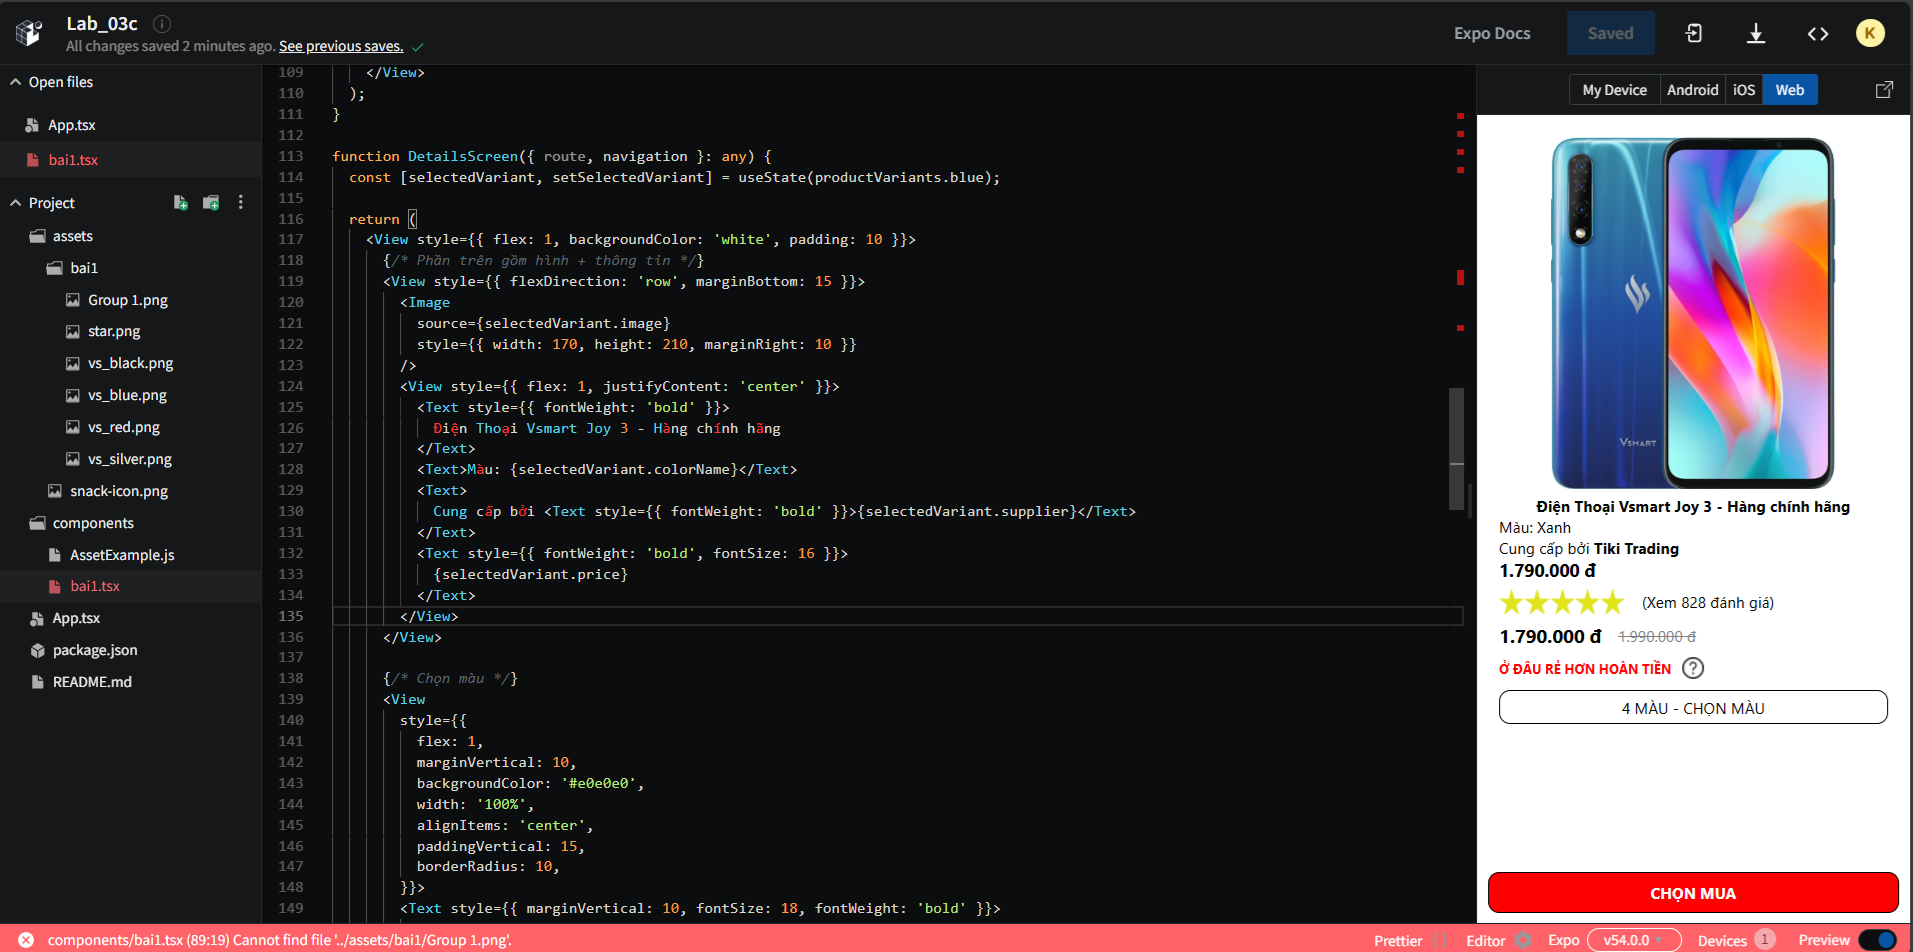 Lab_03c
All changes saved 2 minutes ago. See previous saves.
Expo Docs
Saved
K
Open files
App.tsx
bai1.tsx
Project
assets
bai1
Group 1.png
star.png
vs_black.png
vs_blue.png
vs_red.png
vs_silver.png
snack-icon.png
components
AssetExample.js
bai1.tsx
App.tsx
package.json
README.md
109 </View>
110 );
111 }
112
113 function DetailsScreen({ route, navigation }: any) {
114 const [selectedVariant, setSelectedVariant] = useState(productVariants.blue);
115
116 return (
117 <View style={{ flex: 1, backgroundColor: 'white', padding: 10 }}>
118 {/* Phần trên gồm hình + thông tin */}
119 <View style={{ flexDirection: 'row', marginBottom: 15 }}>
120 <Image
121 source={selectedVariant.image}
122 style={{ width: 170, height: 210, marginRight: 10 }}
123 />
124 <View style={{ flex: 1, justifyContent: 'center' }}>
125 <Text style={{ fontWeight: 'bold' }}>
126 Điện Thoại Vsmart Joy 3 - Hàng chính hãng
127 </Text>
128 <Text>Màu: {selectedVariant.colorName}</Text>
129 <Text>
130 Cung cấp bởi <Text style={{ fontWeight: 'bold' }}>{selectedVariant.supplier}</Text>
131 </Text>
132 <Text style={{ fontWeight: 'bold', fontSize: 16 }}>
133 {selectedVariant.price}
134 </Text>
135 </View>
136 </View>
137
138 {/* Chọn màu */}
139 <View
140 style={{
141 flex: 1,
142 marginVertical: 10,
143 backgroundColor: '#e0e0e0',
144 width: '100%',
145 alignItems: 'center',
146 paddingVertical: 15,
147 borderRadius: 10,
148 }}>
149 <Text style={{ marginVertical: 10, fontSize: 18, fontWeight: 'bold' }}>
My Device
Android
iOS
Web
VSMART
Điện Thoại Vsmart Joy 3 - Hàng chính hãng
Màu: Xanh
Cung cấp bởi Tiki Trading
1.790.000 đ
(Xem 828 đánh giá)
1.790.000 đ 1.990.000 đ
Ở ĐÂU RẺ HƠN HOÀN TIỀN ?
4 MÀU - CHỌN MÀU
CHỌN MUA
components/bai1.tsx (89:19) Cannot find file '../assets/bai1/Group 1.png'.
Prettier
Editor
Expo
v54.0.0
Devices 1
Preview